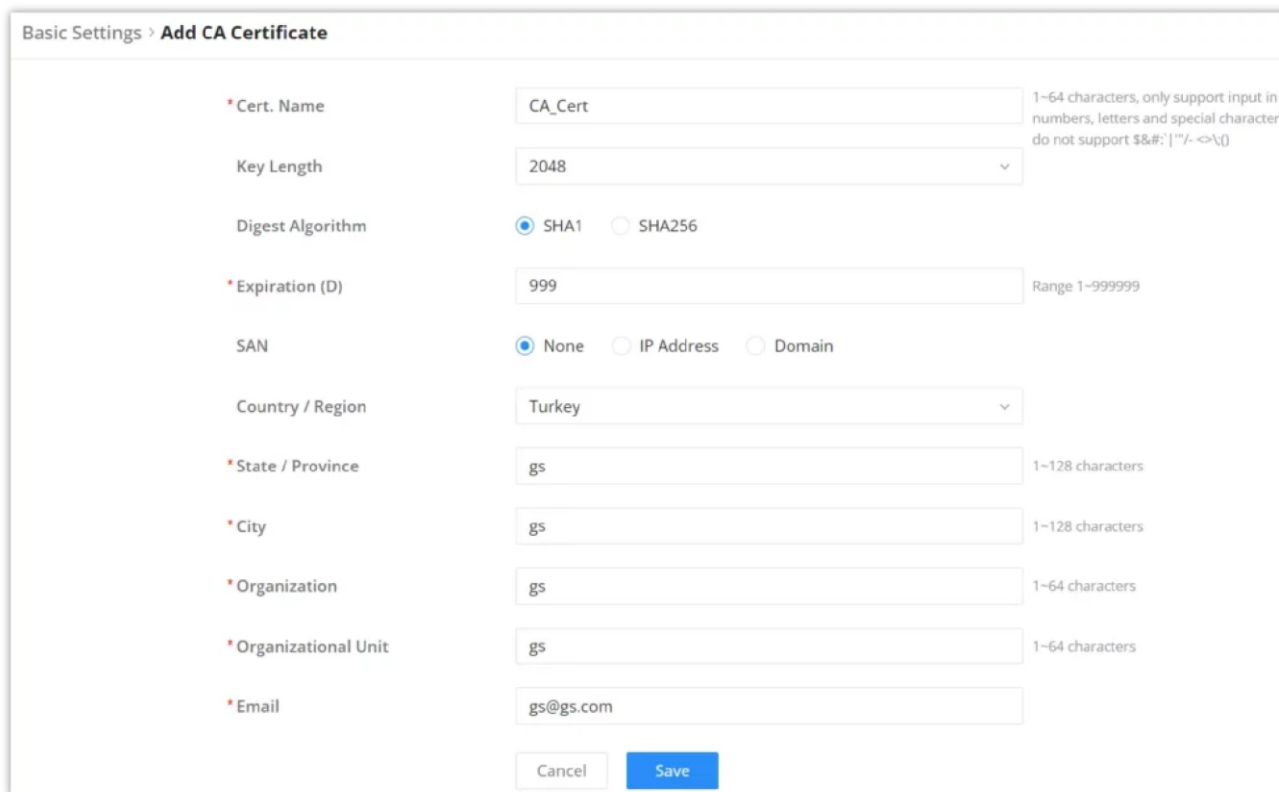 Basic Settings > Add CA Certificate
* Cert. Name
CA_Cert
1~64 characters, only support input in
numbers, letters and special character
do not support $&#:`|'"/- <>\;()
Key Length
2048
Digest Algorithm
SHA1
SHA256
* Expiration (D)
999
Range 1~999999
SAN
None
IP Address
Domain
Country / Region
Turkey
* State / Province
gs
1~128 characters
* City
gs
1~128 characters
* Organization
gs
1~64 characters
* Organizational Unit
gs
1~64 characters
* Email
gs@gs.com
Cancel
Save